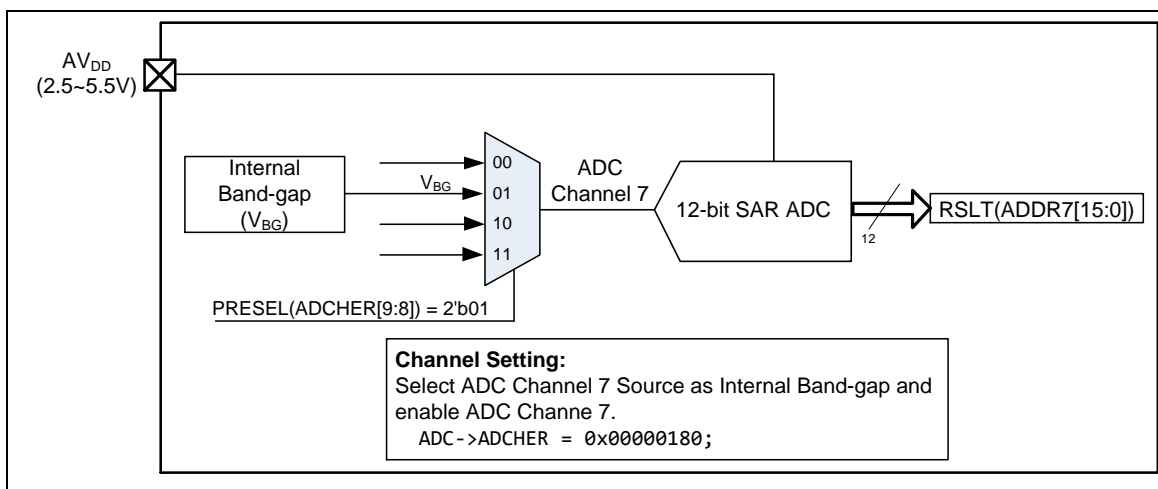 AVDD
(2.5~5.5V)
Internal
Band-gap
(VBG)
VBG
00
01
10
11
ADC
Channel 7
12-bit SAR ADC
12
RSLT(ADDR7[15:0])
PRESEL(ADCHER[9:8]) = 2'b01
Channel Setting:
Select ADC Channel 7 Source as Internal Band-gap and
enable ADC Channe 7.
ADC->ADCHER = 0x00000180;